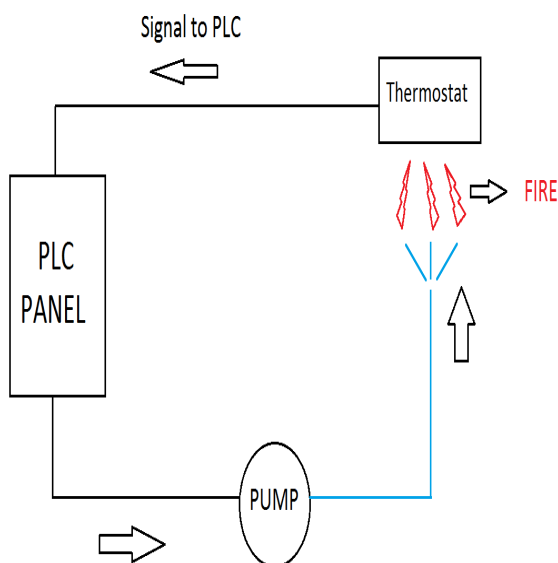 Signal to PLC
Thermostat
FIRE
PLC
PANEL
PUMP